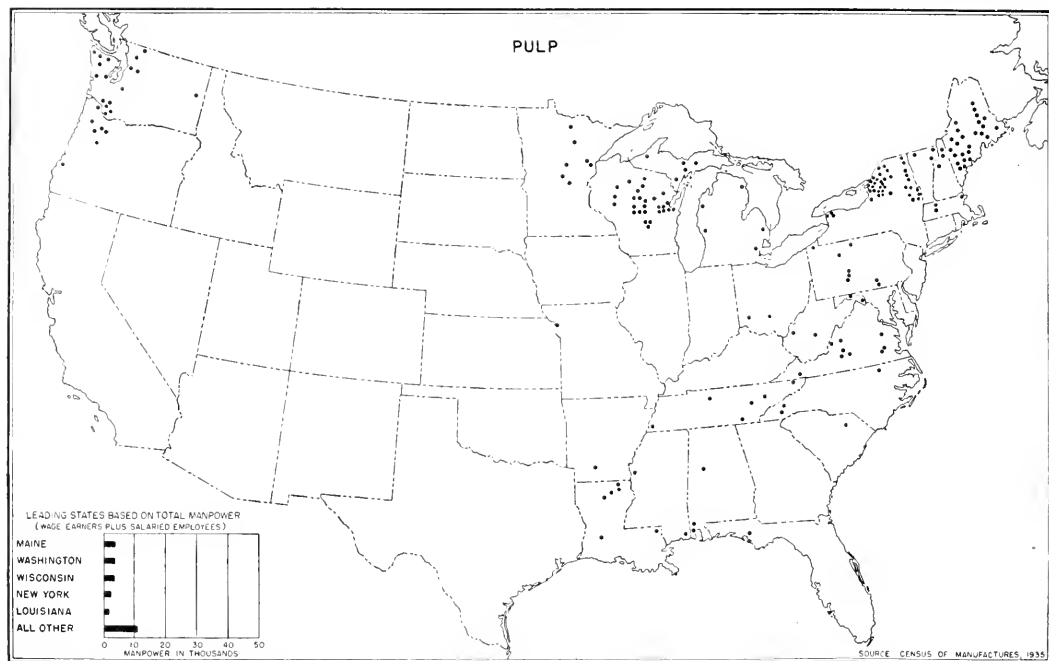 PULP
LEADING STATES BASED ON TOTAL MANPOWER
(WAGE EARNERS PLUS SALARIED EMPLOYEES)
MAINE
WASHINGTON
WISCONSIN
NEW YORK
LOUISIANA
ALL OTHER
0 10 20 30 40 50
MANPOWER IN THOUSANDS
SOURCE CENSUS OF MANUFACTURES, 1935